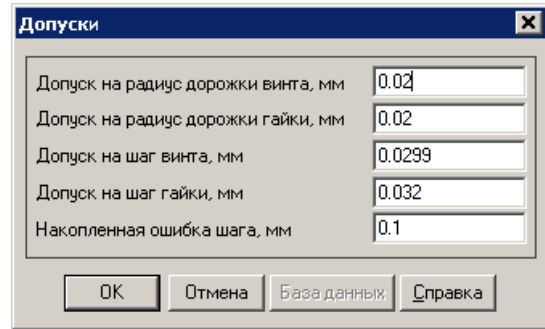 Допуски
Допуск на радиус дорожки винта, мм 0.02
Допуск на радиус дорожки гайки, мм 0.02
Допуск на шаг винта, мм 0.0299
Допуск на шаг гайки, мм 0.032
Накопленная ошибка шага, мм 0.1
OK Отмена База данных Справка